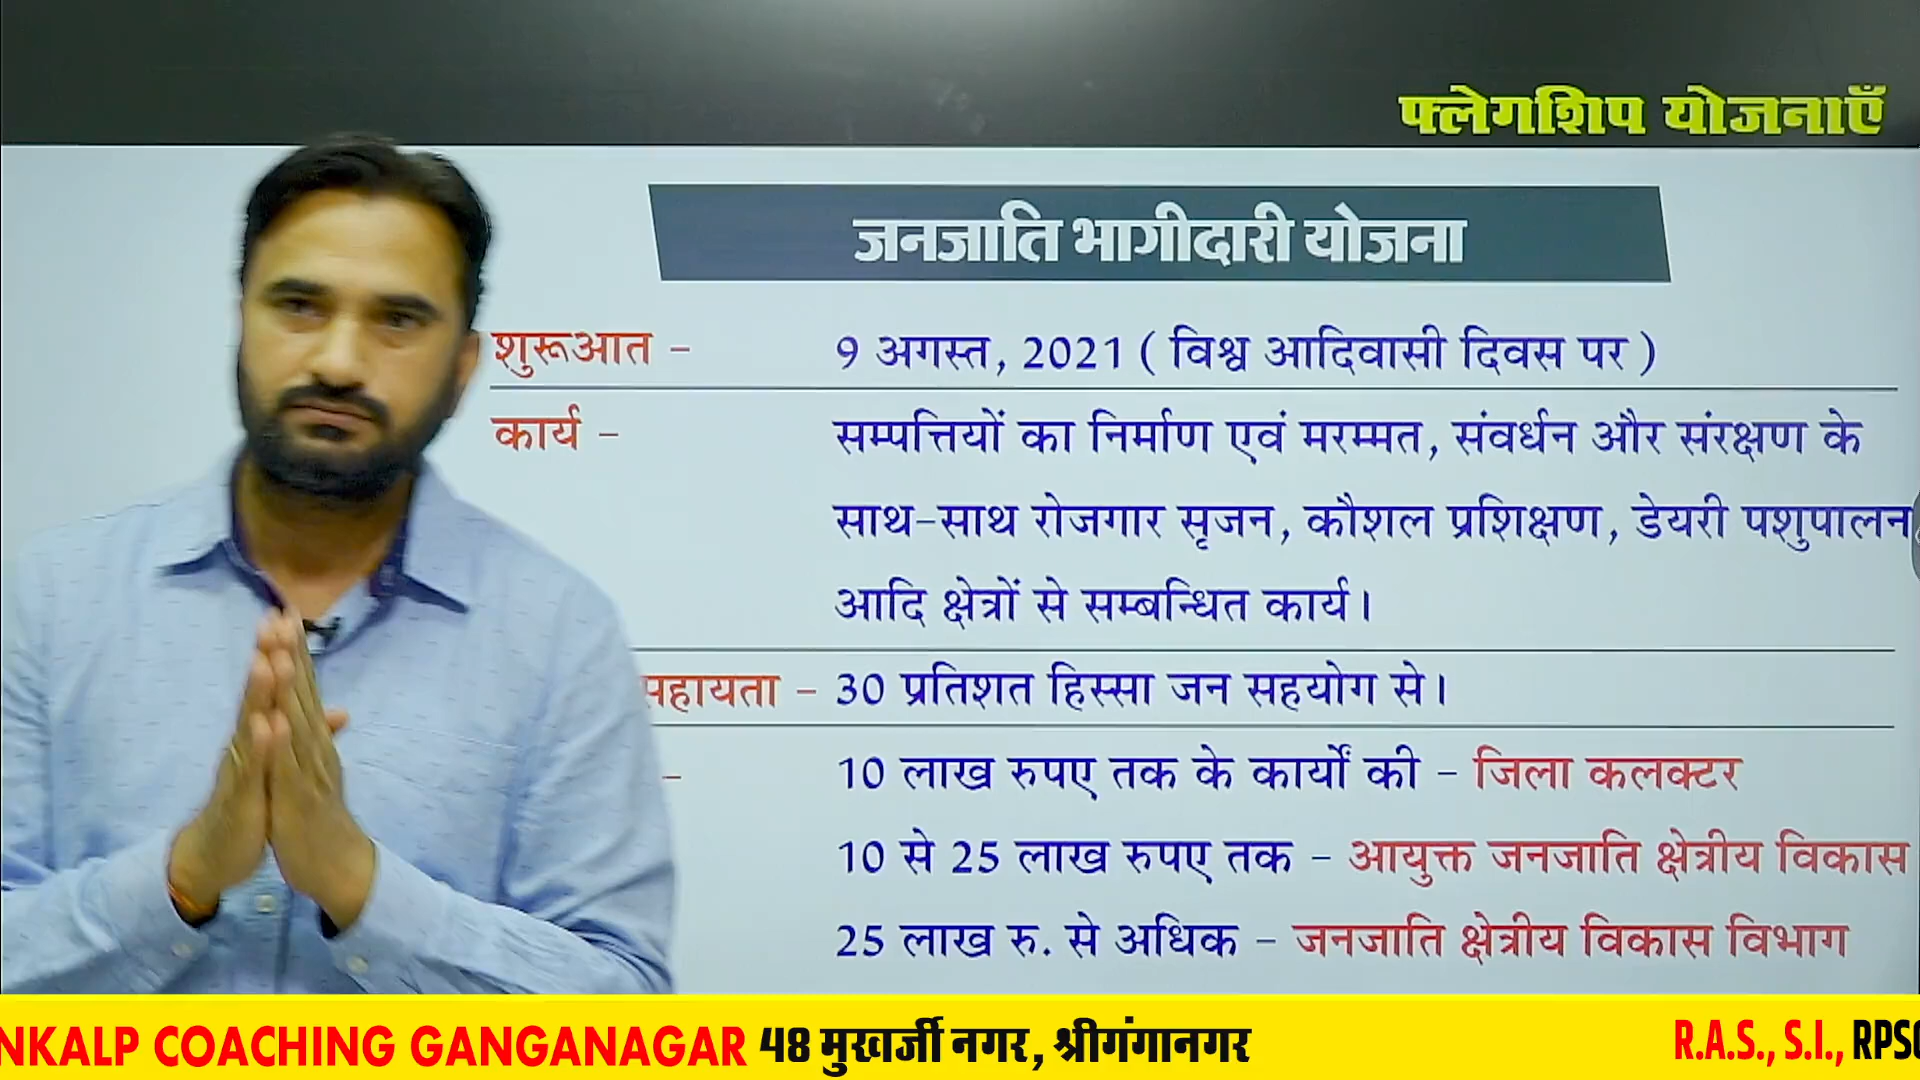 फ्लेगशिप योजनाएँ
जनजाति भागीदारी योजना
शुरूआत - 9 अगस्त, 2021 ( विश्व आदिवासी दिवस पर )
कार्य - सम्पत्तियों का निर्माण एवं मरम्मत, संवर्धन और संरक्षण के
साथ-साथ रोजगार सृजन, कौशल प्रशिक्षण, डेयरी पशुपालन
आदि क्षेत्रों से सम्बन्धित कार्य।
सहायता - 30 प्रतिशत हिस्सा जन सहयोग से।
- 10 लाख रुपए तक के कार्यों की - जिला कलक्टर
10 से 25 लाख रुपए तक - आयुक्त जनजाति क्षेत्रीय विकास
25 लाख रु. से अधिक - जनजाति क्षेत्रीय विकास विभाग
NKALP COACHING GANGANAGAR 48 मुखर्जी नगर, श्रीगंगानगर R.A.S., S.I., RPSC